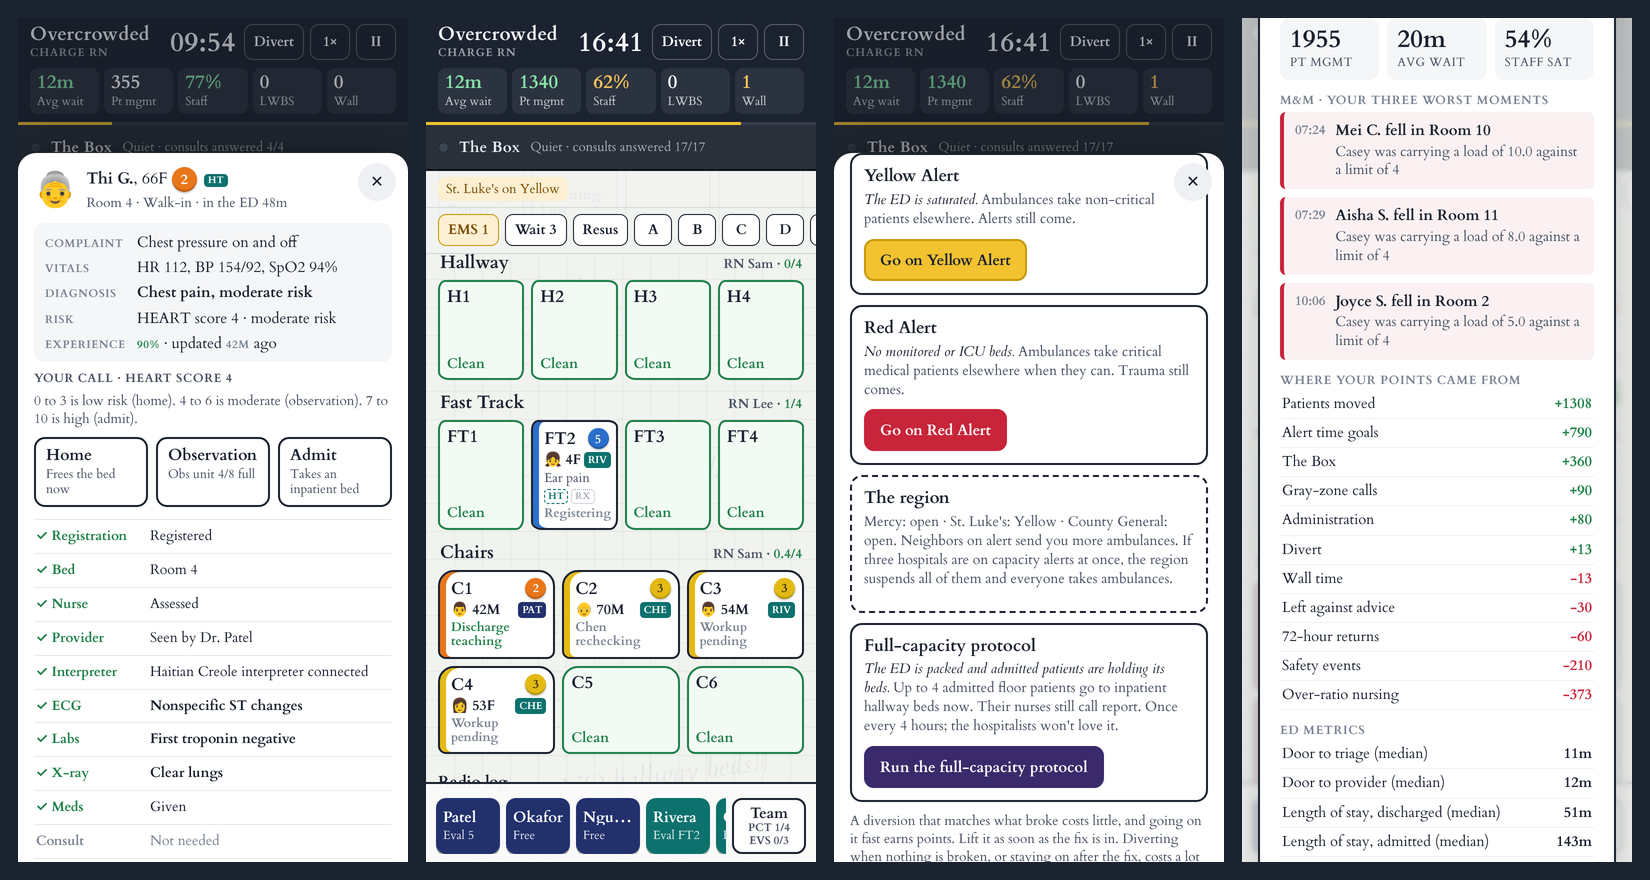 Overcrowded
CHARGE RN
09:54
Divert
1×
II
12m
Avg wait
355
Pt mgmt
77%
Staff
0
LWBS
0
Wall
The Box Quiet · consults answered 4/4
Thi G., 66F 2 HT
Room 4 · Walk-in · in the ED 48m
×
COMPLAINT Chest pressure on and off
VITALS HR 112, BP 154/92, SpO2 94%
DIAGNOSIS Chest pain, moderate risk
RISK HEART score 4 · moderate risk
EXPERIENCE 90% · updated 42M ago
YOUR CALL · HEART SCORE 4
0 to 3 is low risk (home). 4 to 6 is moderate (observation). 7 to
10 is high (admit).
Home
Frees the bed
now
Observation
Obs unit 4/8 full
Admit
Takes an
inpatient bed
✓ Registration Registered
✓ Bed Room 4
✓ Nurse Assessed
✓ Provider Seen by Dr. Patel
✓ Interpreter Haitian Creole interpreter connected
✓ ECG Nonspecific ST changes
✓ Labs First troponin negative
✓ X-ray Clear lungs
✓ Meds Given
Consult Not needed
Overcrowded
CHARGE RN
16:41
Divert
1×
II
12m
Avg wait
1340
Pt mgmt
62%
Staff
0
LWBS
1
Wall
The Box Quiet · consults answered 17/17
St. Luke's on Yellow
EMS 1
Wait 3
Resus
A
B
C
D
Hallway RN Sam · 0/4
H1
Clean
H2
Clean
H3
Clean
H4
Clean
Fast Track RN Lee · 1/4
FT1
Clean
FT2 5
4F RIV
Ear pain
HT RX
Registering
FT3
Clean
FT4
Clean
Chairs RN Sam · 0.4/4
C1 2
42M PAT
Discharge
teaching
C2 3
70M CHE
Chen
rechecking
C3 3
54M RIV
Workup
pending
C4 3
53F CHE
Workup
pending
C5
Clean
C6
Clean
Radio log
NO hallway beds!!
Patel
Eval 5
Okafor
Free
Ngu…
Free
Rivera
Eval FT2
Team
PCT 1/4
EVS 0/3
Overcrowded
CHARGE RN
16:41
Divert
1×
II
12m
Avg wait
1340
Pt mgmt
62%
Staff
0
LWBS
1
Wall
The Box Quiet · consults answered 17/17
×
Yellow Alert
The ED is saturated. Ambulances take non-critical
patients elsewhere. Alerts still come.
Go on Yellow Alert
Red Alert
No monitored or ICU beds. Ambulances take critical
medical patients elsewhere when they can. Trauma still
comes.
Go on Red Alert
The region
Mercy: open · St. Luke's: Yellow · County General:
open. Neighbors on alert send you more ambulances. If
three hospitals are on capacity alerts at once, the region
suspends all of them and everyone takes ambulances.
Full-capacity protocol
The ED is packed and admitted patients are holding its
beds. Up to 4 admitted floor patients go to inpatient
hallway beds now. Their nurses still call report. Once
every 4 hours; the hospitalists won't love it.
Run the full-capacity protocol
A diversion that matches what broke costs little, and going on
it fast earns points. Lift it as soon as the fix is in. Diverting
when nothing is broken, or staying on after the fix, costs a lot
1955
PT MGMT
20m
AVG WAIT
54%
STAFF SAT
M&M · YOUR THREE WORST MOMENTS
07:24 Mei C. fell in Room 10
Casey was carrying a load of 10.0 against
a limit of 4
07:29 Aisha S. fell in Room 11
Casey was carrying a load of 8.0 against a
limit of 4
10:06 Joyce S. fell in Room 2
Casey was carrying a load of 5.0 against a
limit of 4
WHERE YOUR POINTS CAME FROM
Patients moved +1308
Alert time goals +790
The Box +360
Gray-zone calls +90
Administration +80
Divert +13
Wall time −13
Left against advice −30
72-hour returns −60
Safety events −210
Over-ratio nursing −373
ED METRICS
Door to triage (median) 11m
Door to provider (median) 12m
Length of stay, discharged (median) 51m
Length of stay, admitted (median) 143m